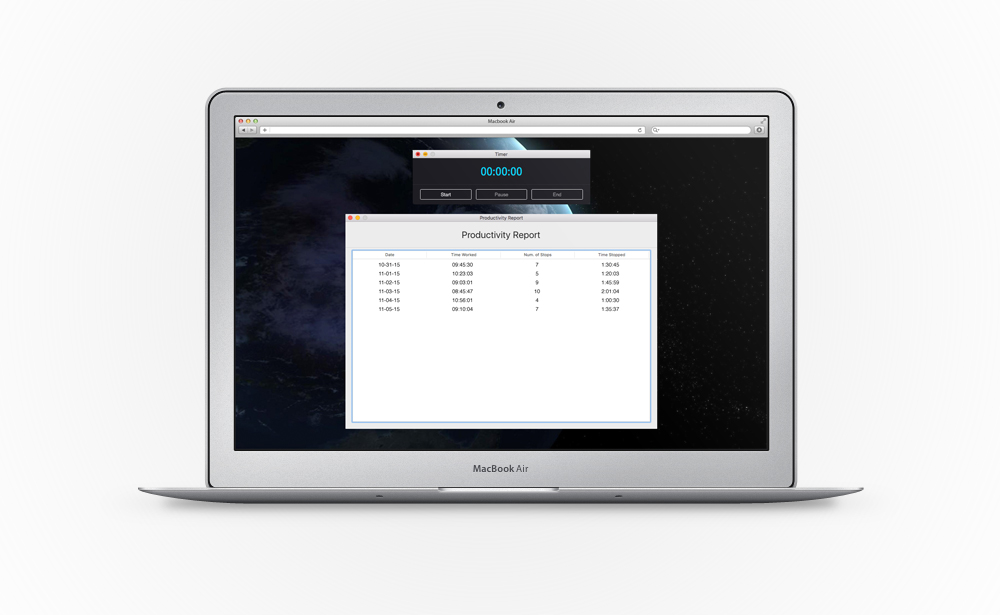 Macbook Air
Timer
00:00:00
Start Pause End
Productivity Report
Productivity Report
Date Time Worked Num. of Stops Time Stopped
10-31-15 09:45:30 7 1:30:45
11-01-15 10:23:03 5 1:20:03
11-02-15 09:03:01 9 1:45:59
11-03-15 08:45:47 10 2:01:04
11-04-15 10:56:01 4 1:00:30
11-05-15 09:10:04 7 1:35:37
MacBook Air